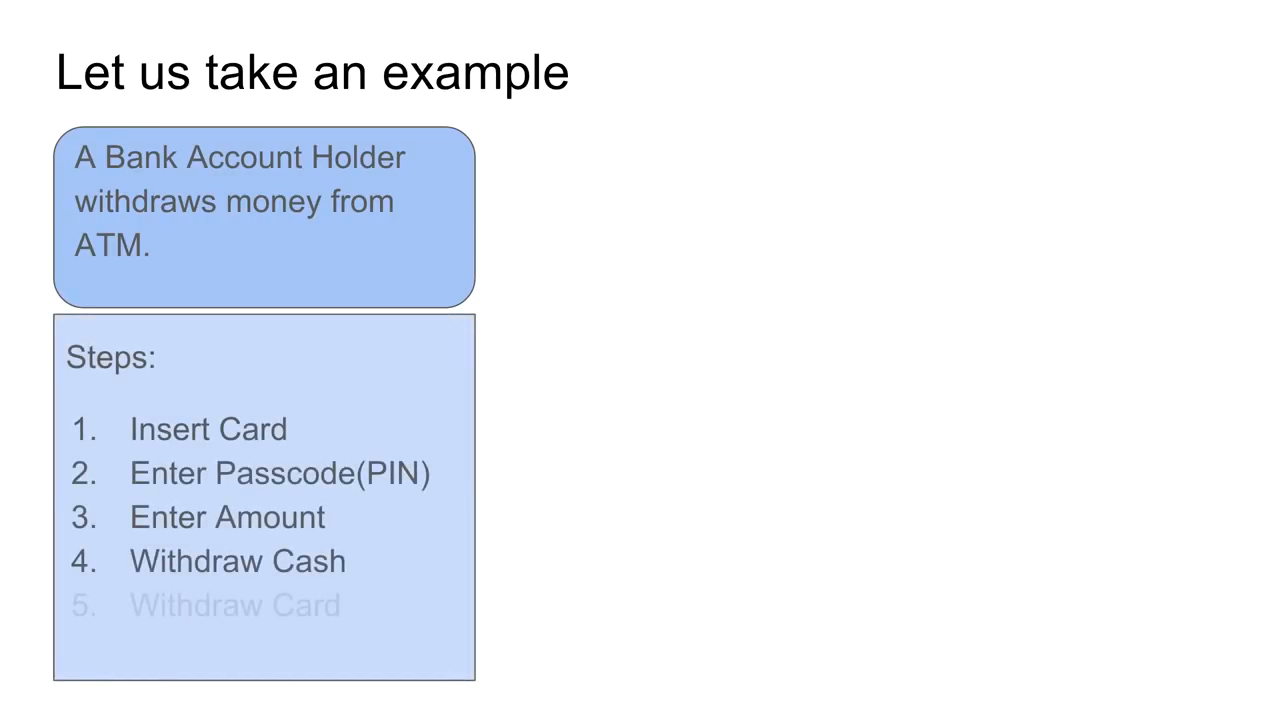 Let us take an example
A Bank Account Holder
withdraws money from
ATM.
Steps:
1. Insert Card
2. Enter Passcode(PIN)
3. Enter Amount
4. Withdraw Cash
5. Withdraw Card